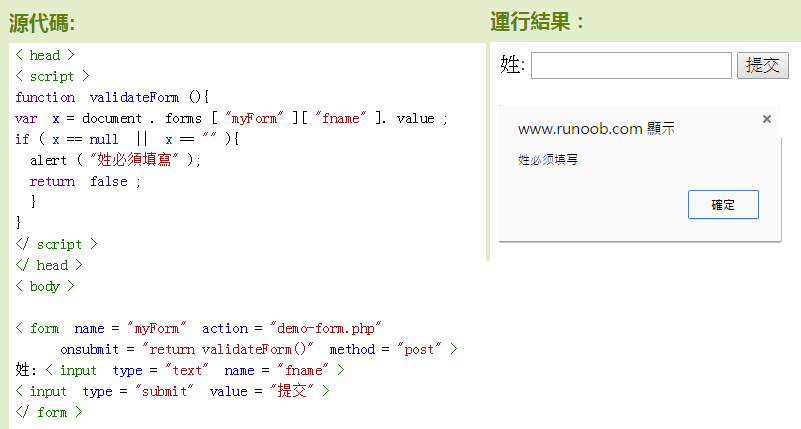 源代碼:
< head >
< script >
function validateForm (){
var x = document . forms [ "myForm" ][ "fname" ]. value ;
if ( x == null || x == "" ){
alert ( "姓必須填寫" );
return false ;
}
}
</ script >
</ head >
< body >
< form name = "myForm" action = "demo-form.php"
onsubmit = "return validateForm()" method = "post" >
姓: < input type = "text" name = "fname" >
< input type = "submit" value = "提交" >
</ form >
運行結果：
姓: 提交
www.runoob.com 顯示 ×
姓必须填写
確定